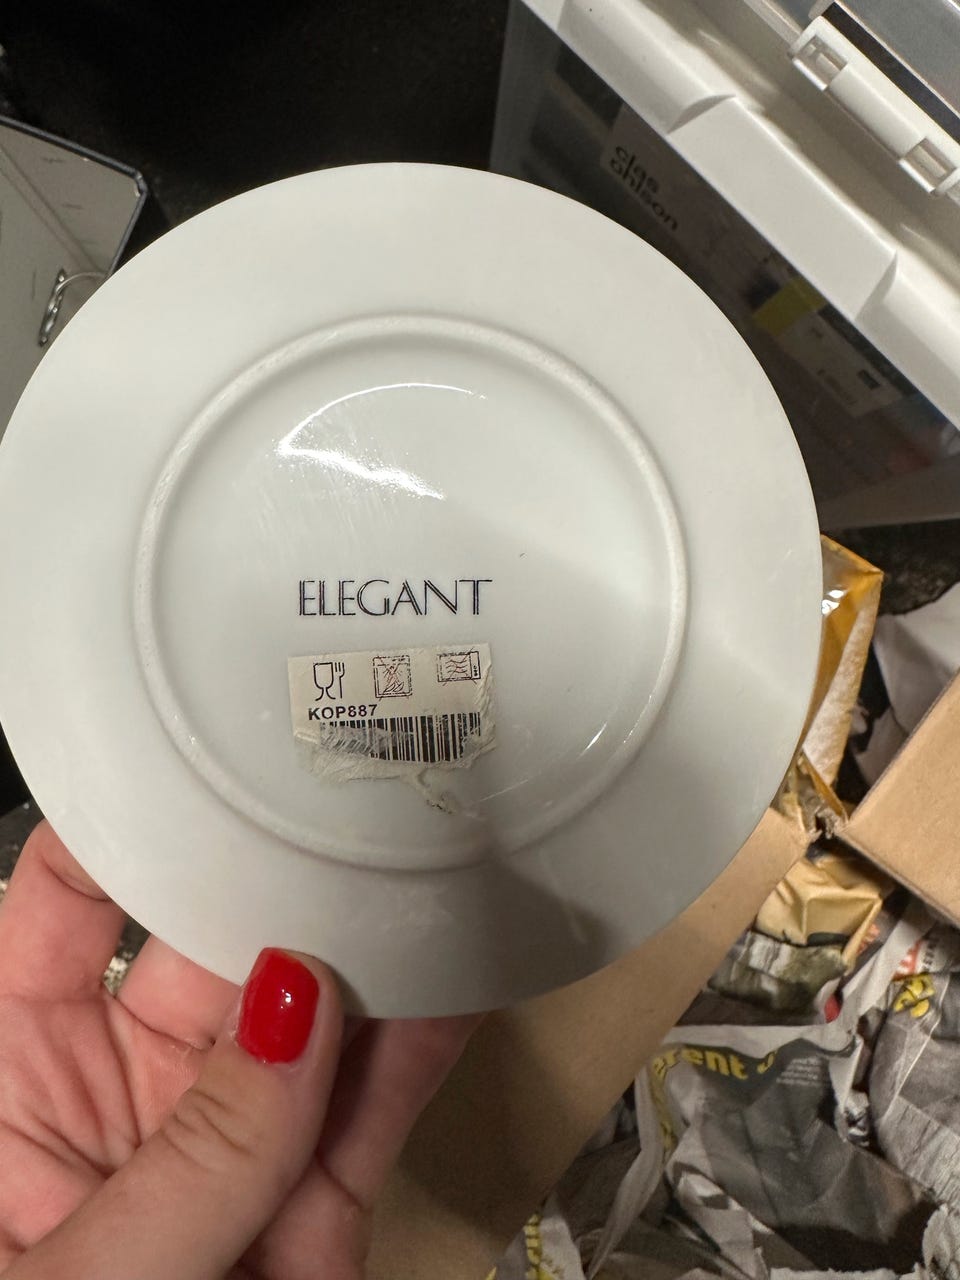 clas
ohlson
ELEGANT
KOP887